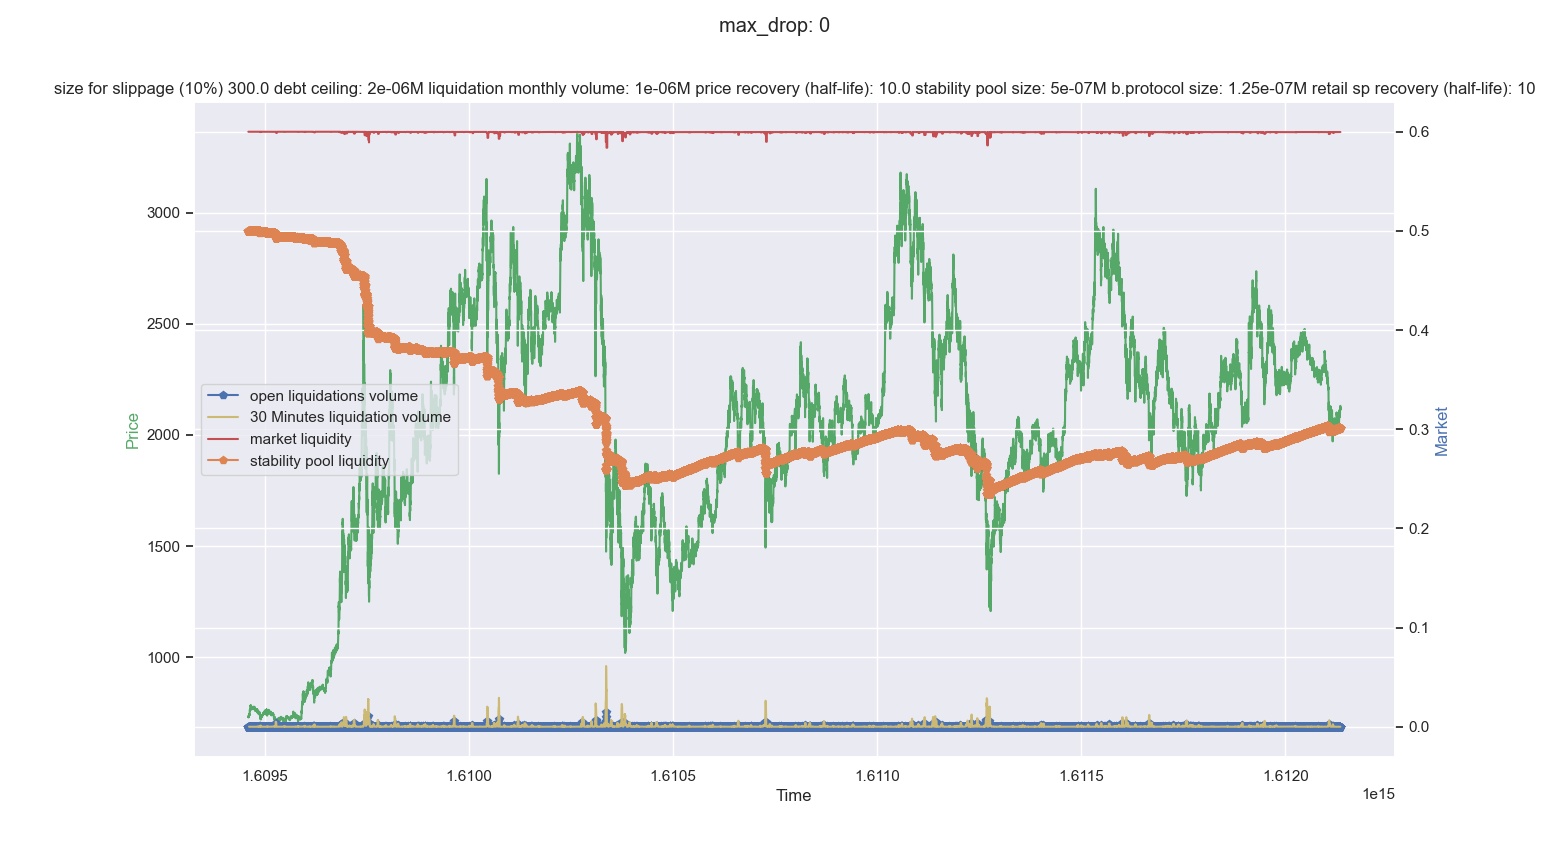 max_drop: 0
size for slippage (10%) 300.0 debt ceiling: 2e-06M liquidation monthly volume: 1e-06M price recovery (half-life): 10.0 stability pool size: 5e-07M b.protocol size: 1.25e-07M retail sp recovery (half-life): 10
0.6
3000
0.5
2500
0.4
open liquidations volume
30 Minutes liquidation volume
market liquidity
stability pool liquidity
Price
2000
0.3
Market
1500
0.2
1000
0.1
0.0
1.6095 1.6100 1.6105 1.6110 1.6115 1.6120
Time
1e15